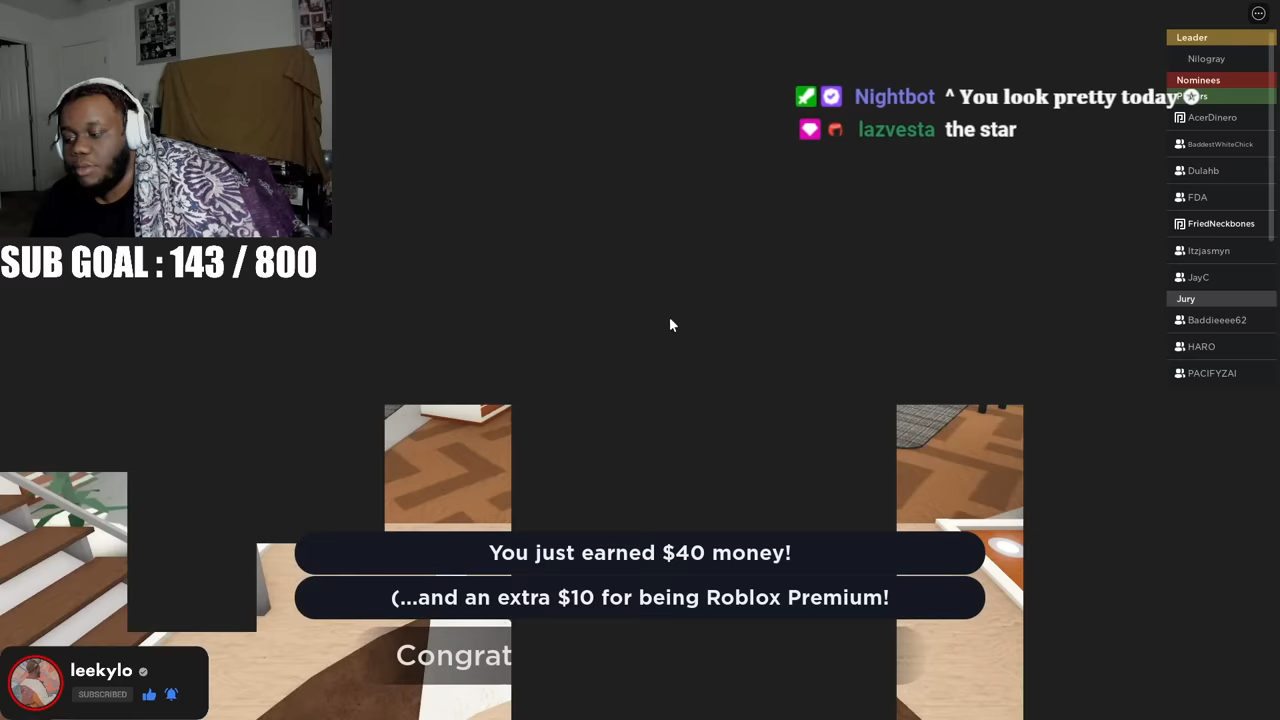 Leader
Nilogray
Nominees
Nightbot ^ You look pretty today
lazvesta the star
AcerDinero
BaddestWhiteChick
Dulahb
FDA
FriedNeckbones
Itzjasmyn
JayC
Jury
Baddieeee62
HARO
PACIFYZAI
SUB GOAL : 143 / 800
You just earned $40 money!
(...and an extra $10 for being Roblox Premium!
Congrat
leekylo
SUBSCRIBED